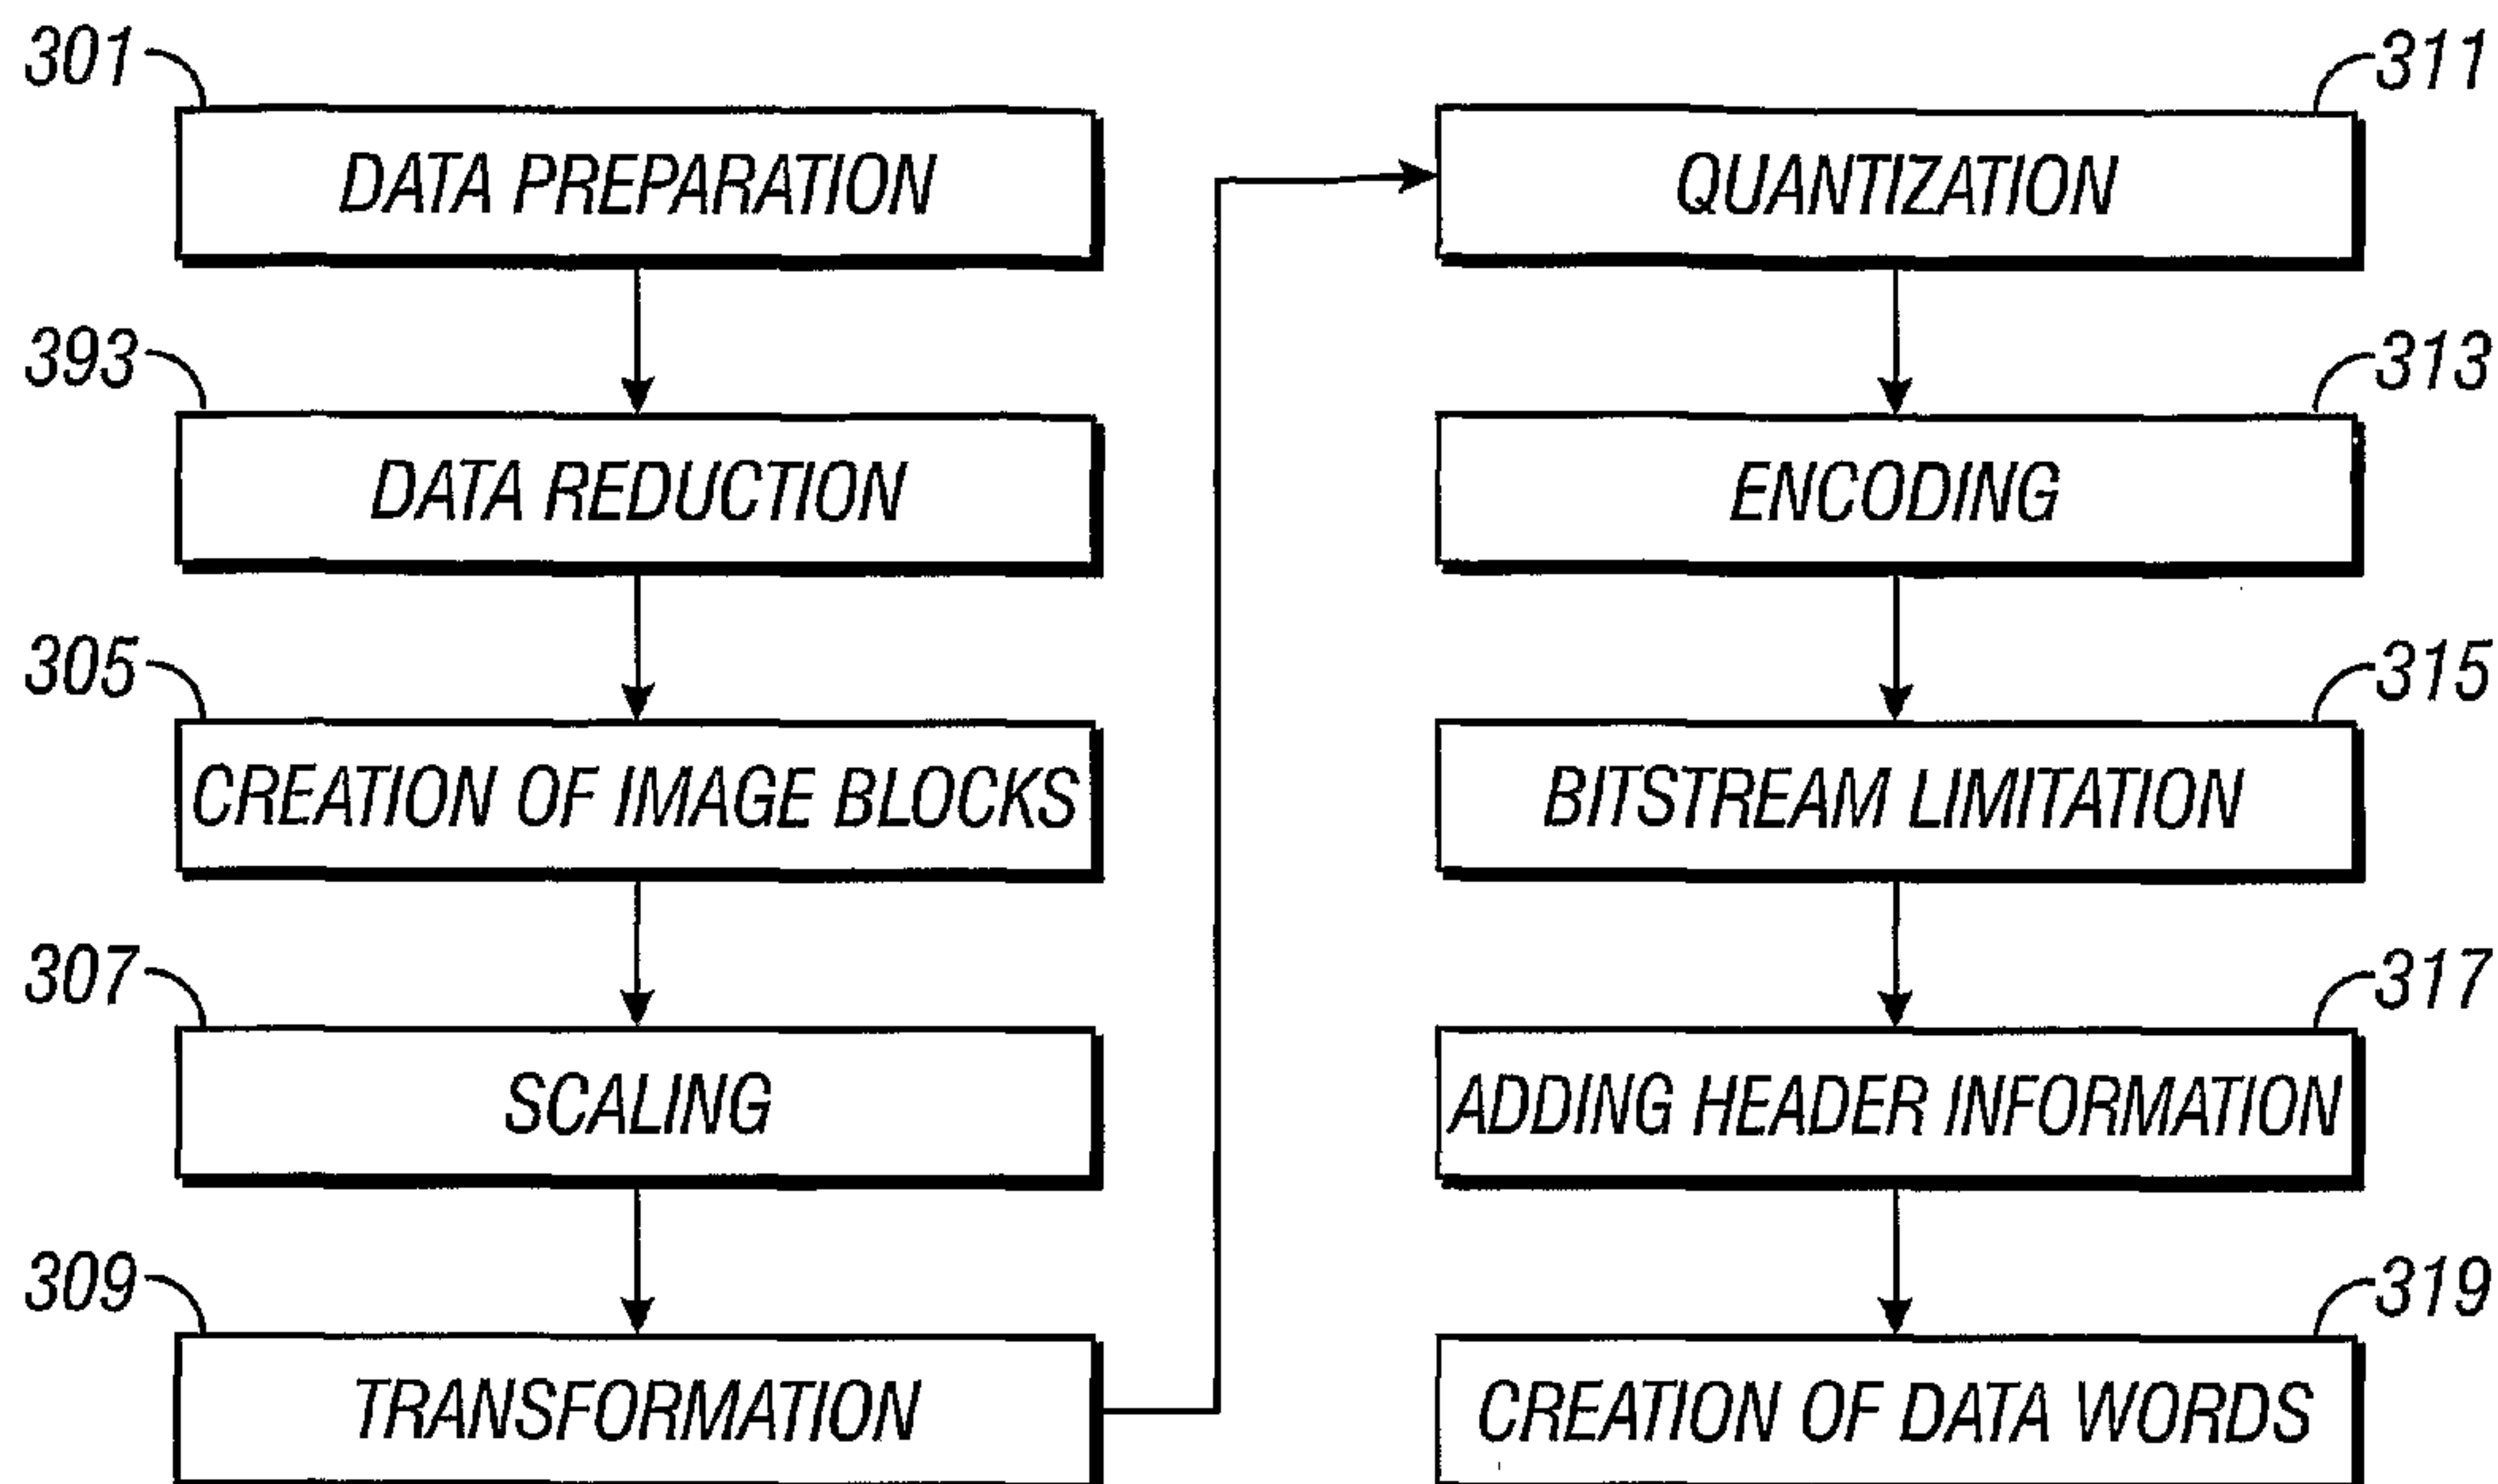 301
DATA PREPARATION
393
DATA REDUCTION
305
CREATION OF IMAGE BLOCKS
307
SCALING
309
TRANSFORMATION
311
QUANTIZATION
313
ENCODING
315
BITSTREAM LIMITATION
317
ADDING HEADER INFORMATION
319
CREATION OF DATA WORDS